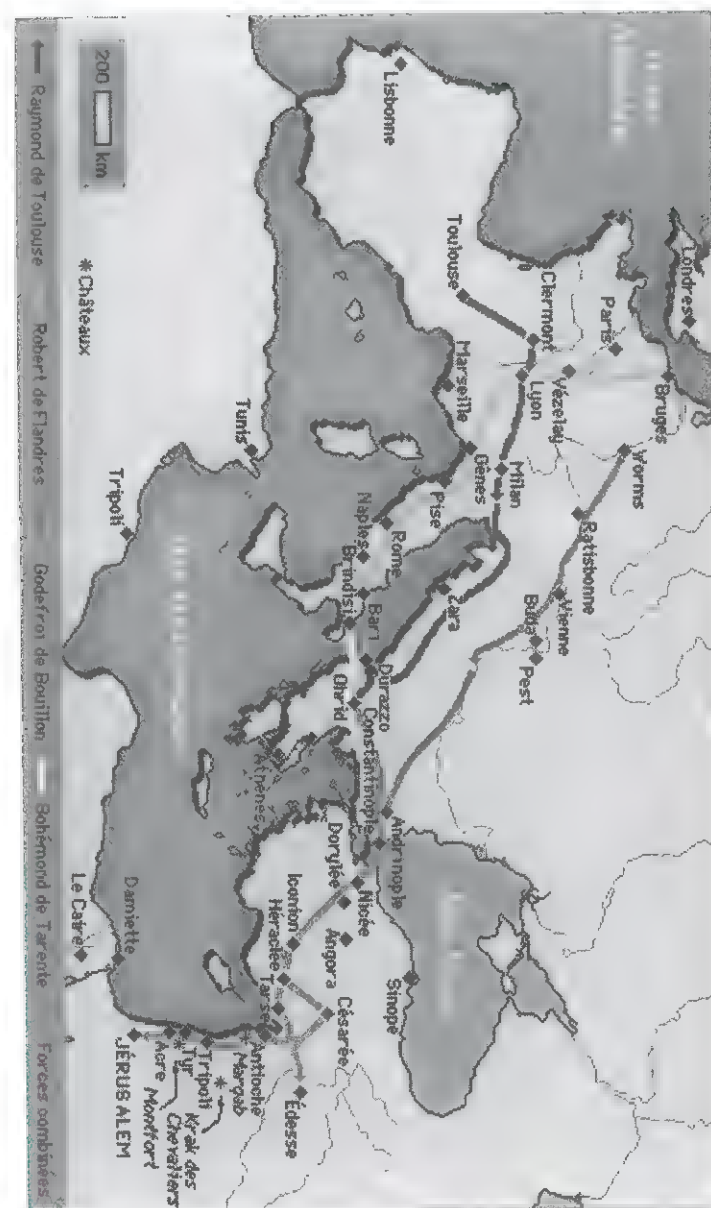 Londres
Bruges
Paris
Worms
Vézelay
Ratisbonne
Vienne
Clermont
Lyon
Buda
Pest
Milan
Toulouse
Gênes
Marseille
Pise
Zara
Lisbonne
Rome
Naples
Bari
Brindisi
Durazzo
Ohrid
Constantinople
Andrinople
Sinope
Athènes
Dorylée
Nicée
Angora
Iconion
Héraclée
Césarée
Tarse
Édesse
Antioche
Marqab
Tunis
Tripoli
Tripoli
Krak des
Chevaliers
Tyr
Montfort
Acre
JÉRUSALEM
Damiette
Le Caire
200 km
* Châteaux
Raymond de Toulouse
Robert de Flandres
Godefroi de Bouillon
Bohémond de Tarente
Forces combinées